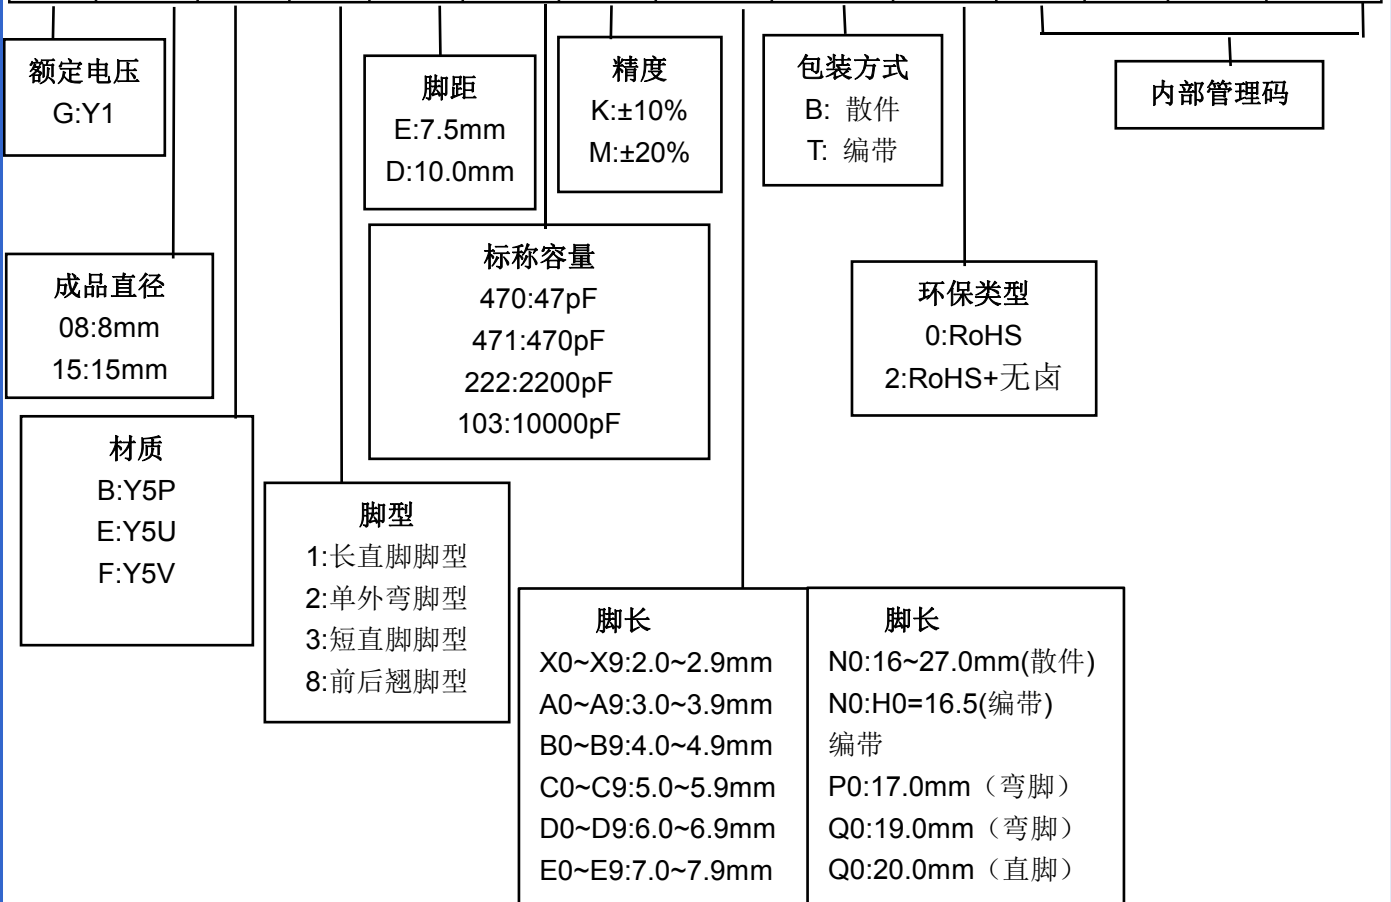 额定电压
G:Y1
脚距
E:7.5mm
D:10.0mm
精度
K:±10%
M:±20%
包装方式
B: 散件
T: 编带
内部管理码
成品直径
08:8mm
15:15mm
标称容量
470:47pF
471:470pF
222:2200pF
103:10000pF
环保类型
0:RoHS
2:RoHS+无卤
材质
B:Y5P
E:Y5U
F:Y5V
脚型
1:长直脚脚型
2:单外弯脚型
3:短直脚脚型
8:前后翘脚型
脚长
X0~X9:2.0~2.9mm
A0~A9:3.0~3.9mm
B0~B9:4.0~4.9mm
C0~C9:5.0~5.9mm
D0~D9:6.0~6.9mm
E0~E9:7.0~7.9mm
脚长
N0:16~27.0mm(散件)
N0:H0=16.5(编带)
编带
P0:17.0mm（弯脚）
Q0:19.0mm（弯脚）
Q0:20.0mm（直脚）